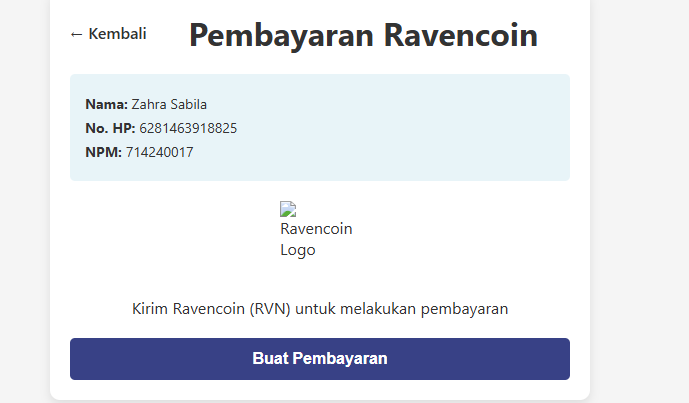 ← Kembali
Pembayaran Ravencoin
Nama: Zahra Sabila
No. HP: 6281463918825
NPM: 714240017
Ravencoin
Logo
Kirim Ravencoin (RVN) untuk melakukan pembayaran
Buat Pembayaran